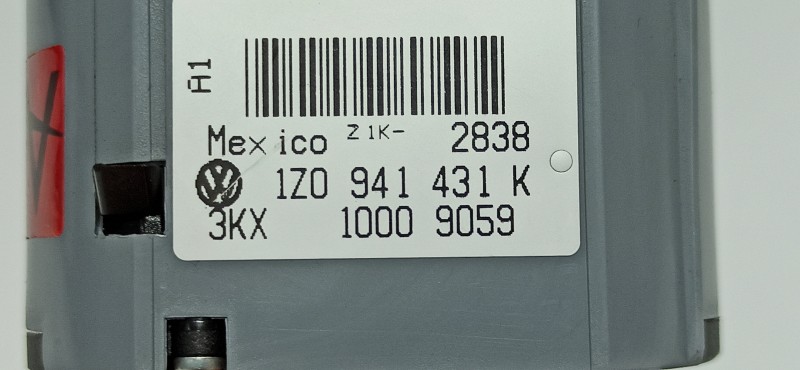 A1
Mexico Z1K- 2838
1Z0 941 431 K
3KX 1000 9059